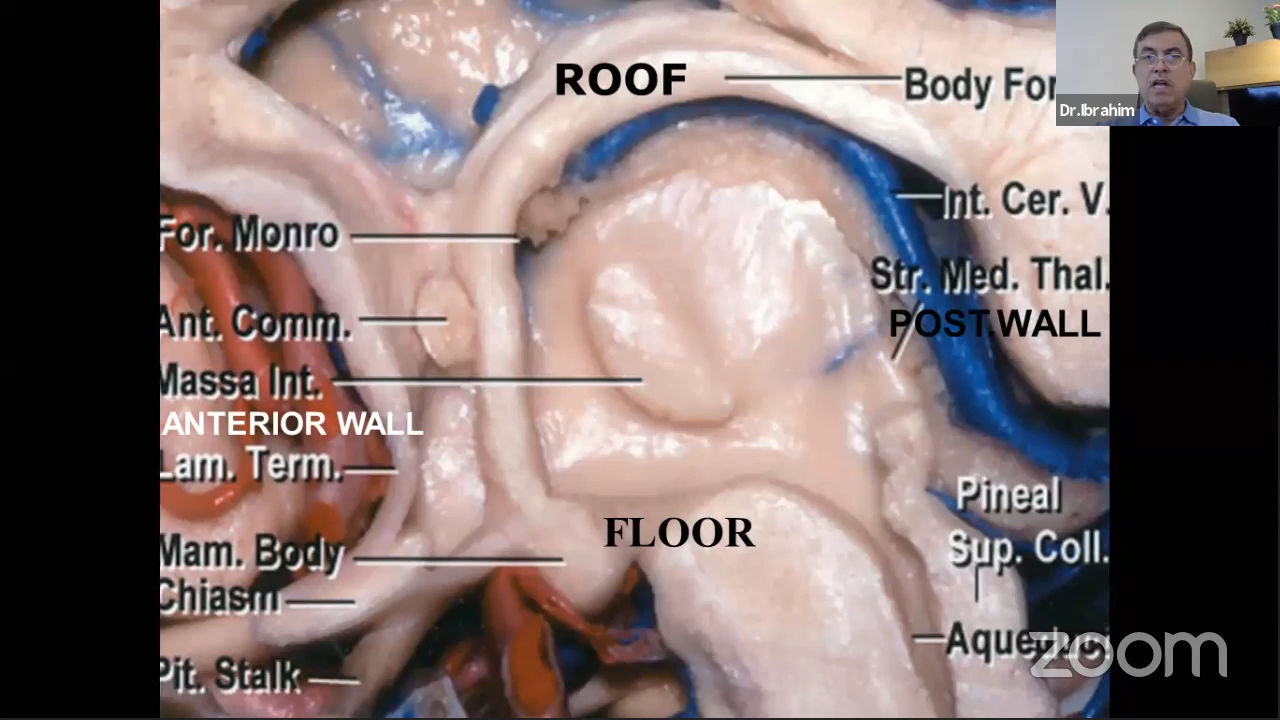 ROOF
Body For
Dr.Ibrahim
Int. Cer. V.
For. Monro
Str. Med. Thal.
Ant. Comm.
POST.WALL
Massa Int.
ANTERIOR WALL
Lam. Term.
Pineal
FLOOR
Mam. Body
Sup. Coll.
Chiasm
Aqueduct
zoom
Pit. Stalk